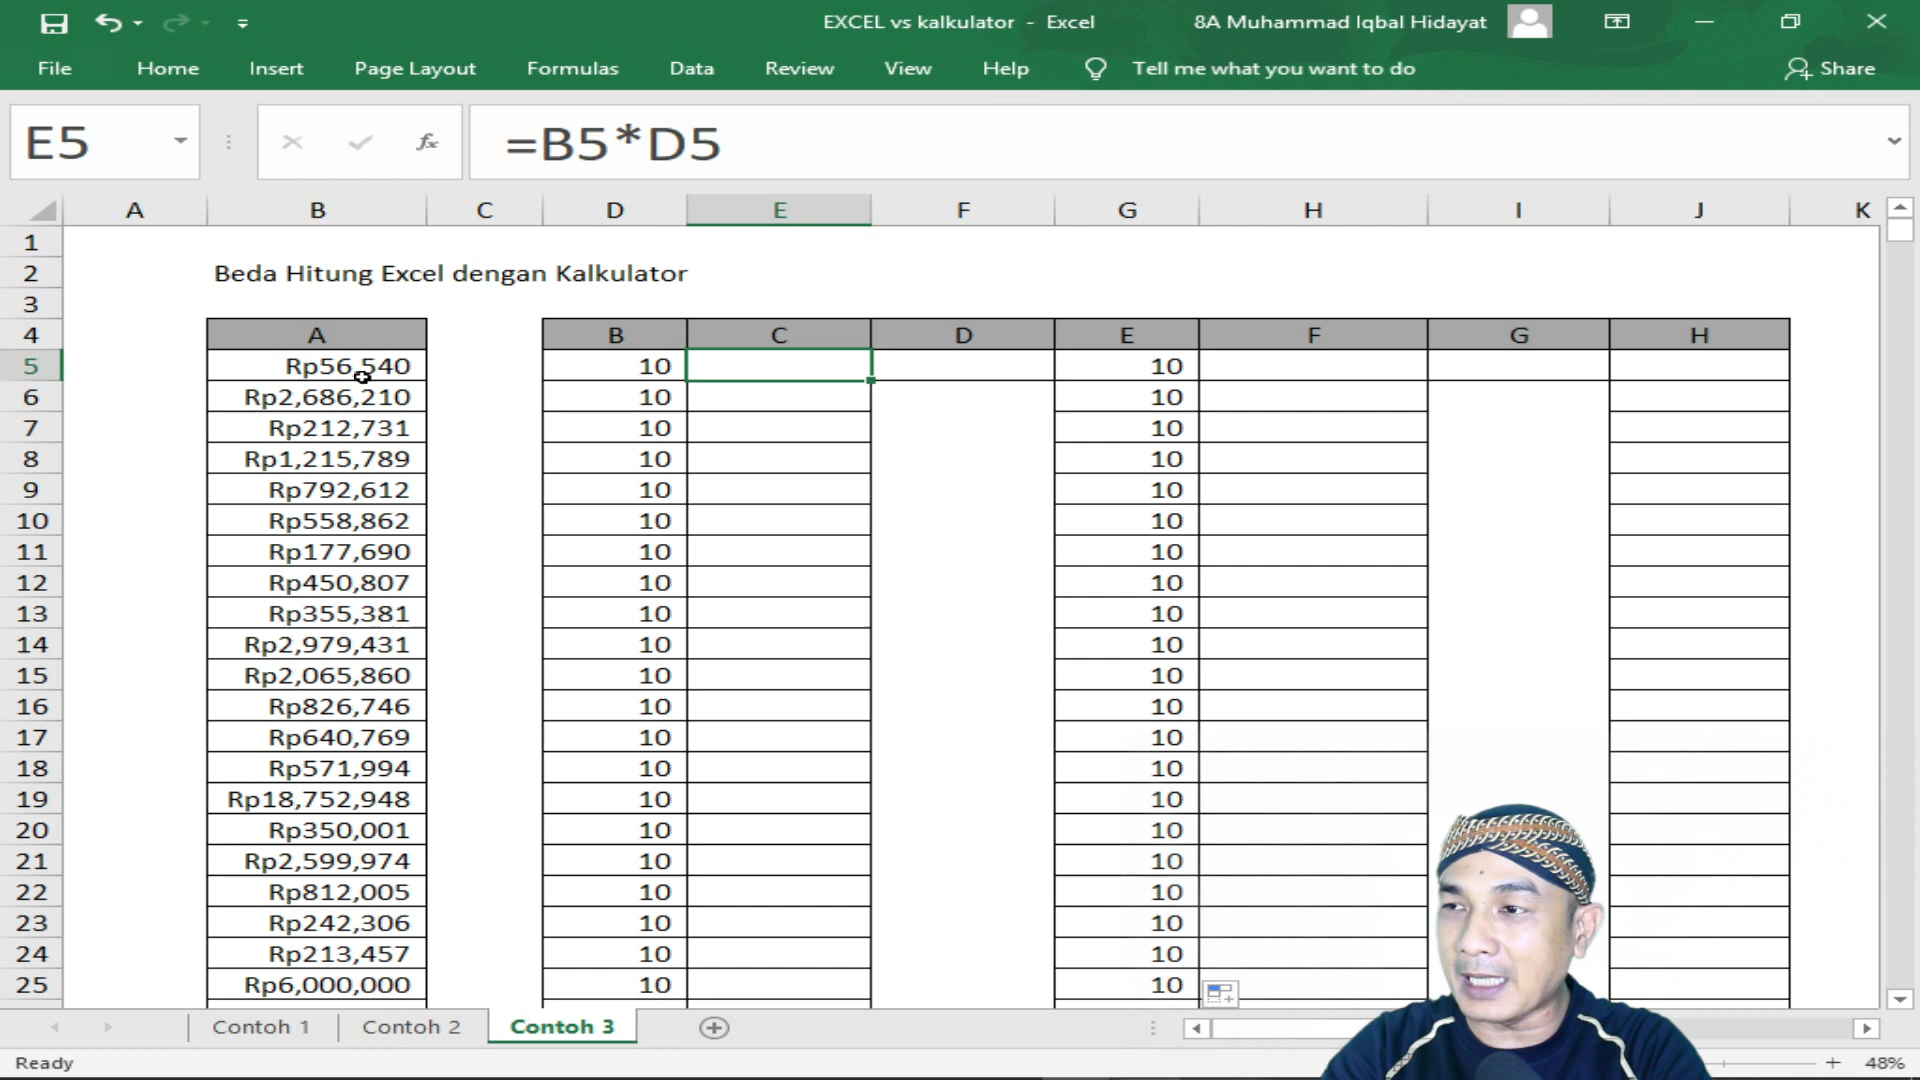 EXCEL vs kalkulator - Excel 8A Muhammad Iqbal Hidayat
File Home Insert Page Layout Formulas Data Review View Help Tell me what you want to do Share
E5 fx =B5*D5
A B C D E F G H I J K
1
2 Beda Hitung Excel dengan Kalkulator
3
4 A B C D E F G H
5 Rp56,540 10 10
6 Rp2,686,210 10 10
7 Rp212,731 10 10
8 Rp1,215,789 10 10
9 Rp792,612 10 10
10 Rp558,862 10 10
11 Rp177,690 10 10
12 Rp450,807 10 10
13 Rp355,381 10 10
14 Rp2,979,431 10 10
15 Rp2,065,860 10 10
16 Rp826,746 10 10
17 Rp640,769 10 10
18 Rp571,994 10 10
19 Rp18,752,948 10 10
20 Rp350,001 10 10
21 Rp2,599,974 10 10
22 Rp812,005 10 10
23 Rp242,306 10 10
24 Rp213,457 10 10
25 Rp6,000,000 10 10
Contoh 1 Contoh 2 Contoh 3
Ready 48%